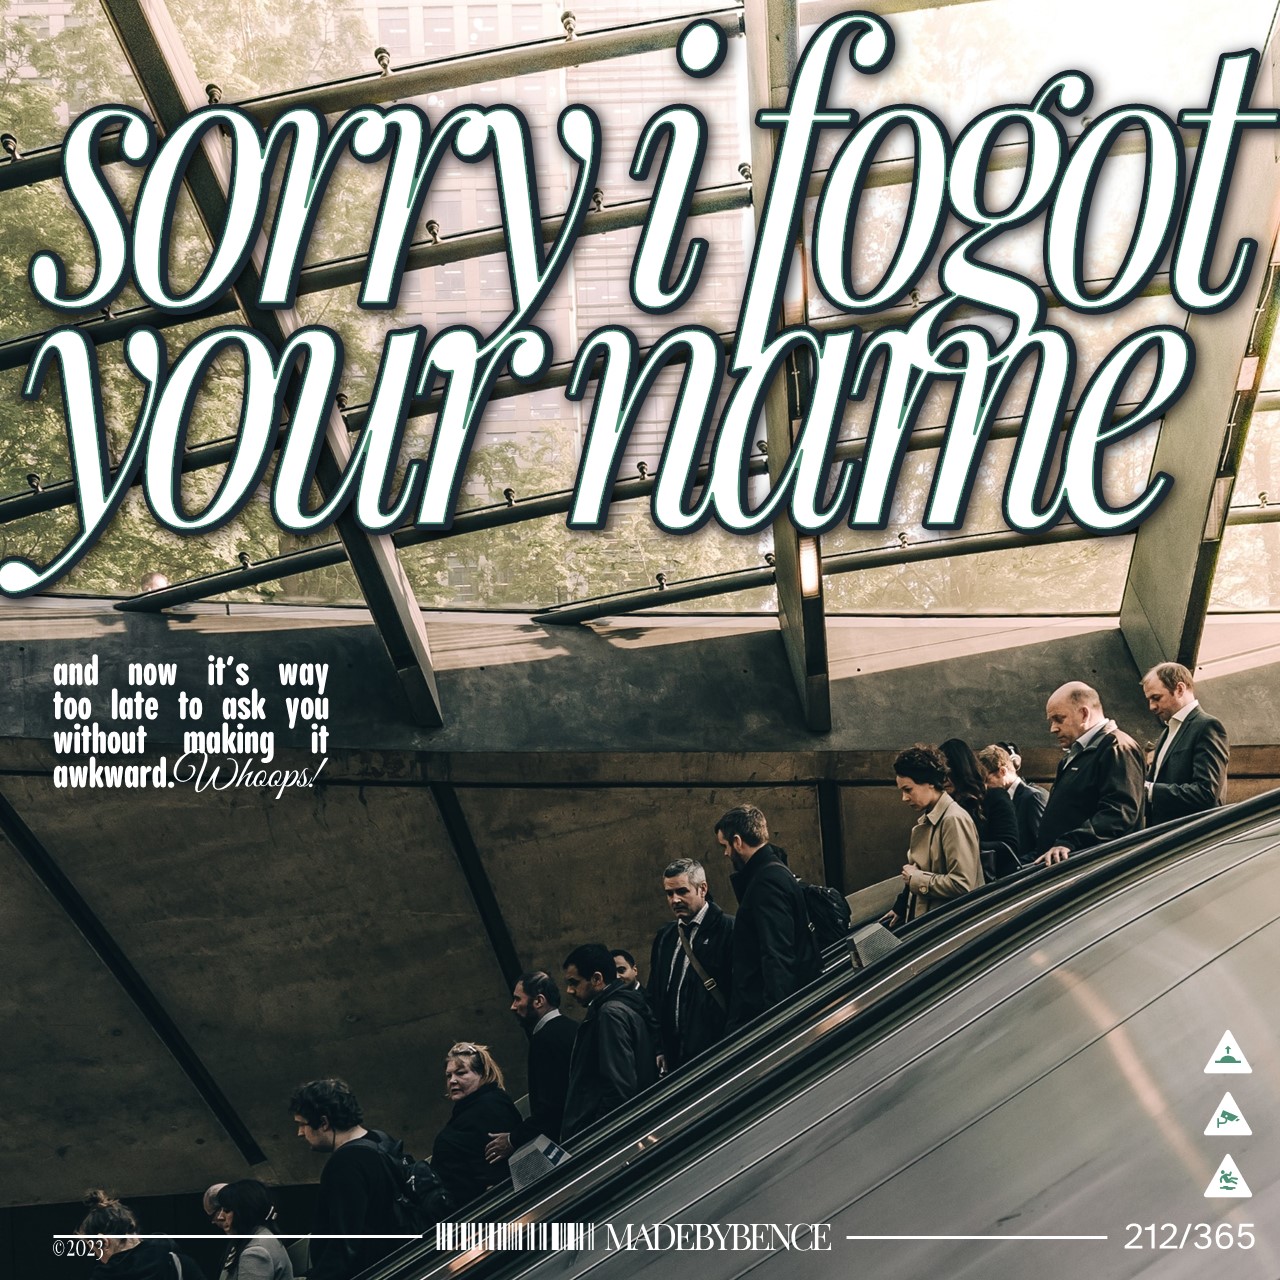 sorry i fogot
your name
and now it's way
too late to ask you
without making it
awkward. Whoops!
©2023
MADEBYBENCE
212/365